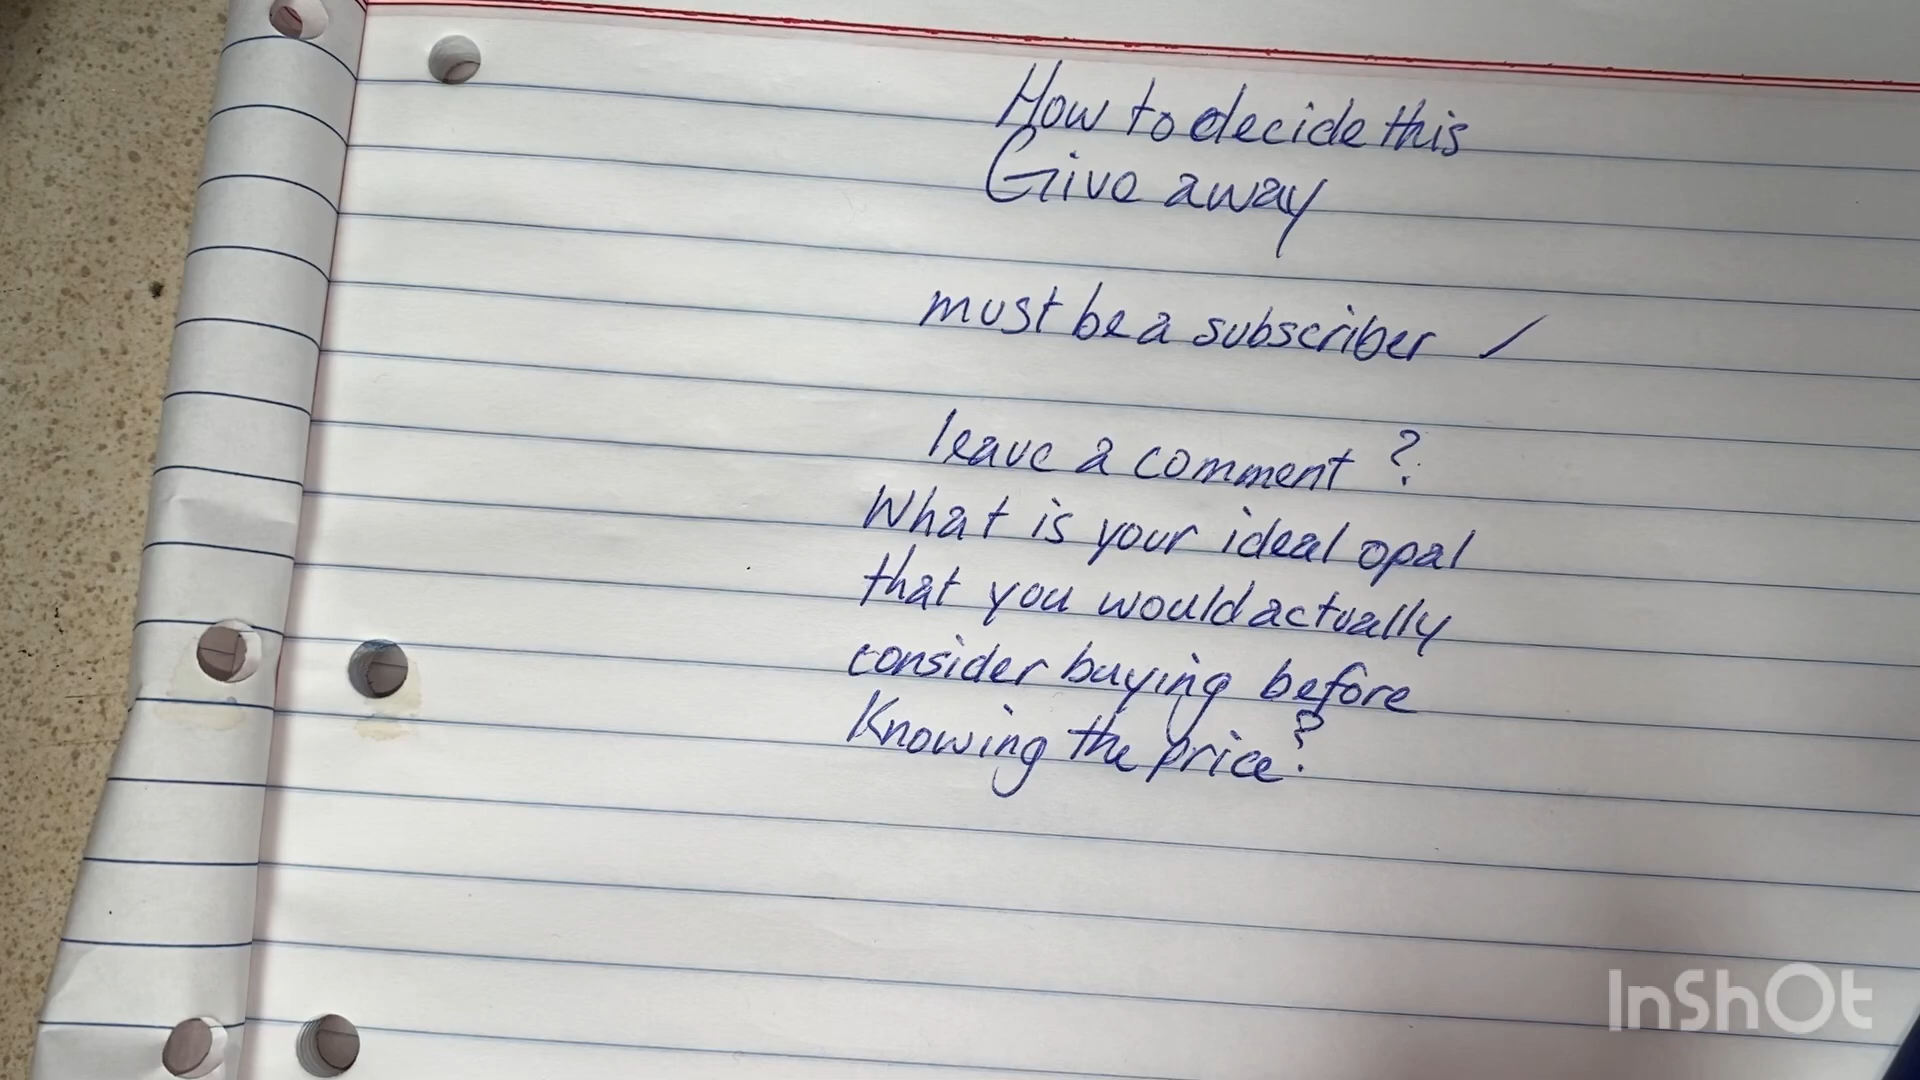 How to decide this
Give away
must be a subscriber /
leave a comment ?
What is your ideal opal
that you would actually
consider buying before
Knowing the price?
InShOt